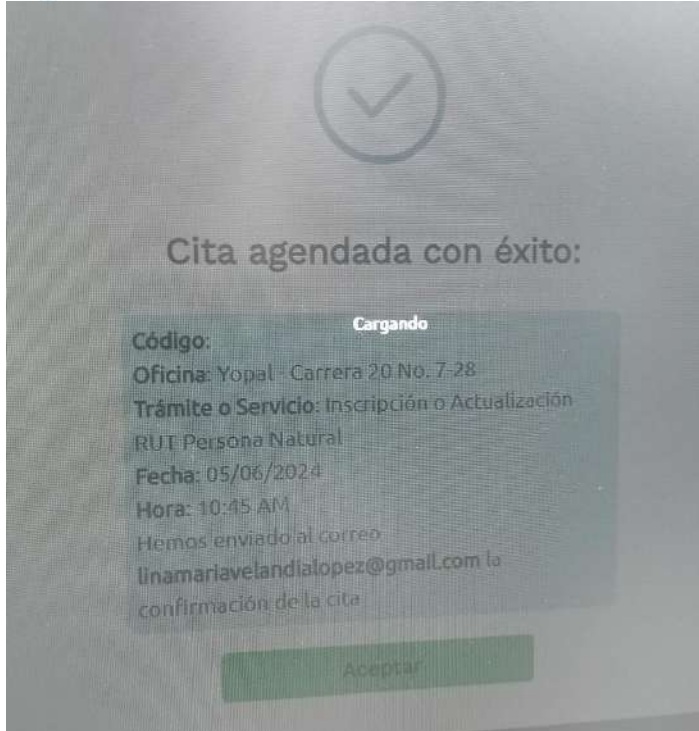 Cita agendada con éxito:
Cargando
Código:
Oficina: Yopal - Carrera 20 No. 7-28
Trámite o Servicio: Inscripción o Actualización
RUT Persona Natural
Fecha: 05/06/2024
Hora: 10:45 AM
Hemos enviado al correo
linamariavelandialopez@gmail.com la
confirmación de la cita
Aceptar